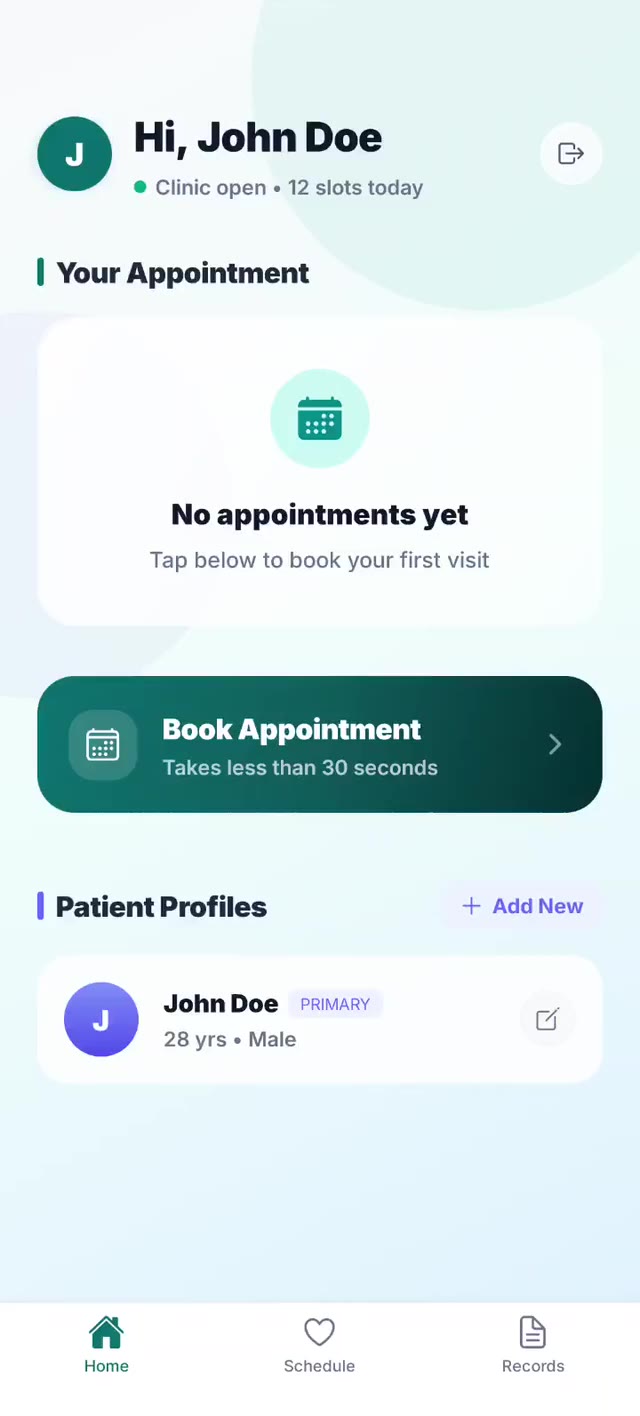 J
Hi, John Doe
Clinic open • 12 slots today
Your Appointment
No appointments yet
Tap below to book your first visit
Book Appointment
Takes less than 30 seconds
Patient Profiles
+ Add New
J
John Doe PRIMARY
28 yrs • Male
Home
Schedule
Records